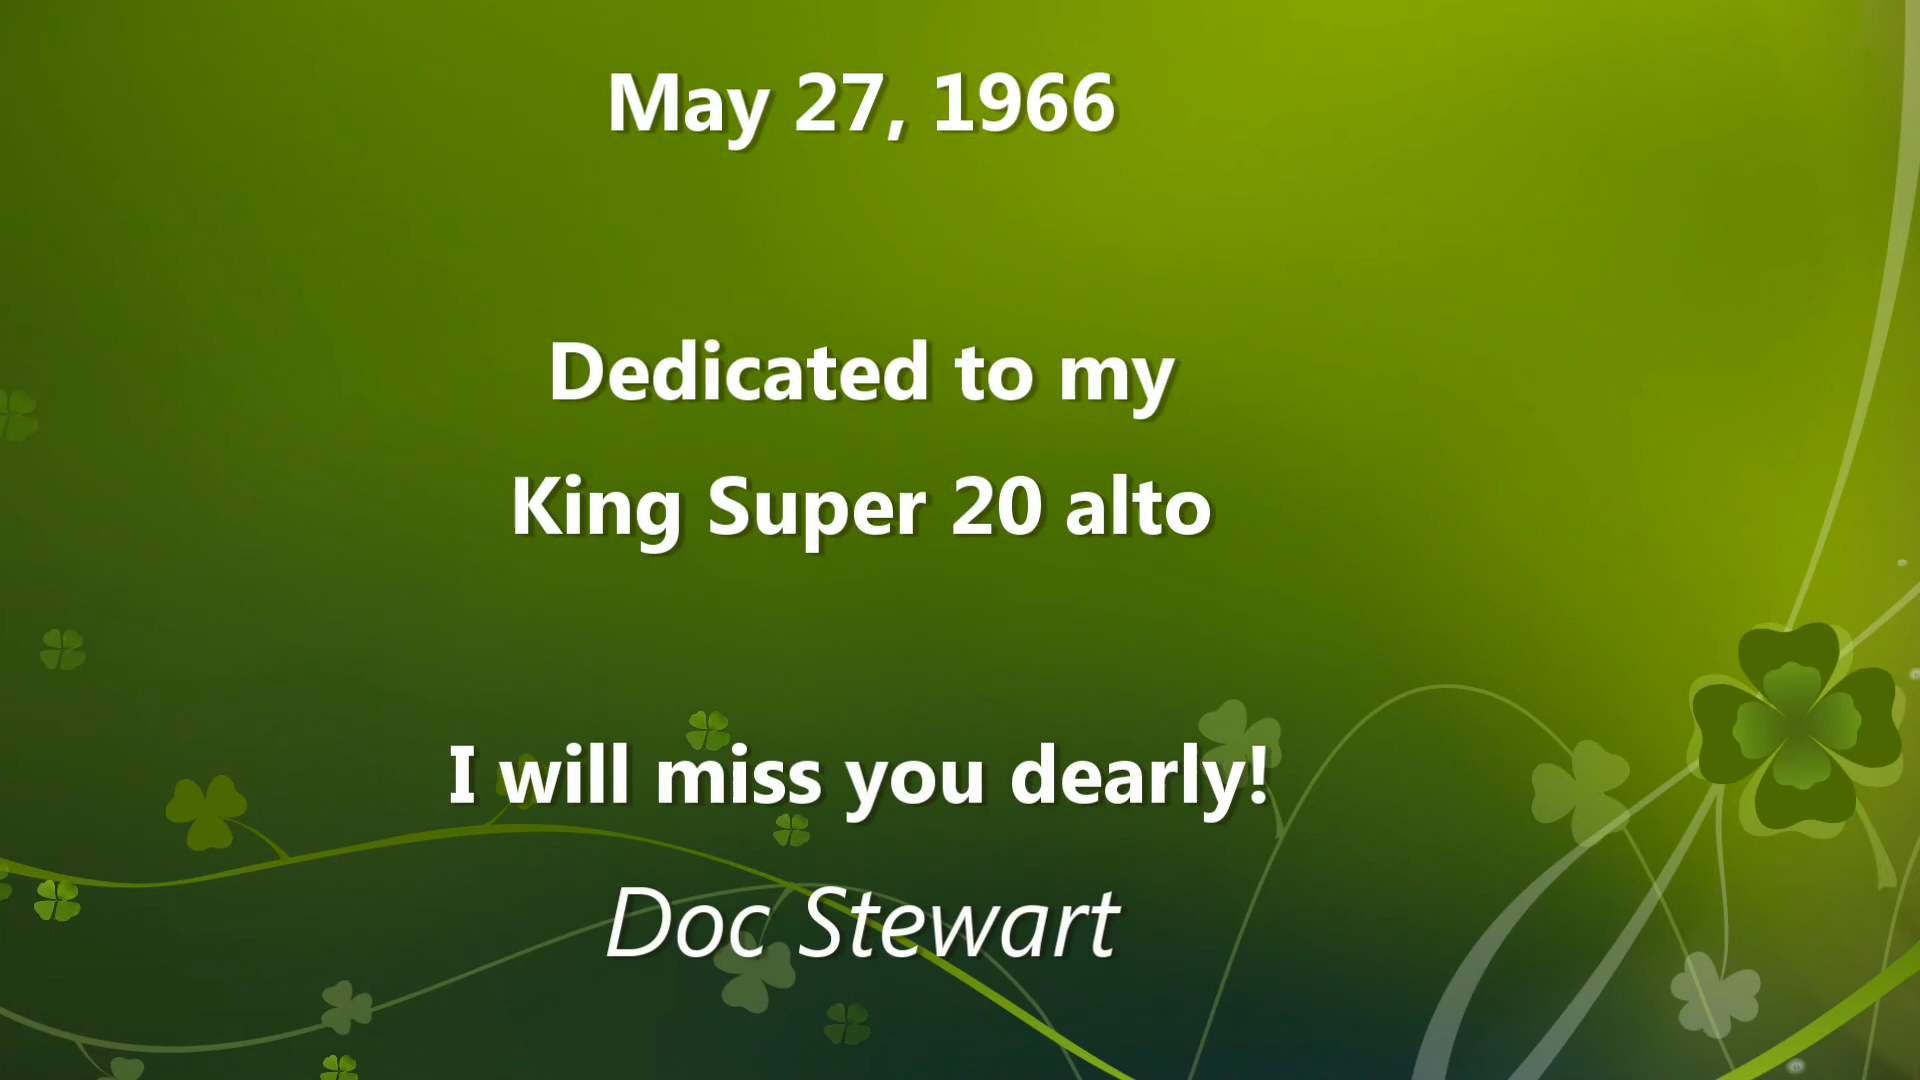 May 27, 1966
Dedicated to my
King Super 20 alto
I will miss you dearly!
Doc Stewart